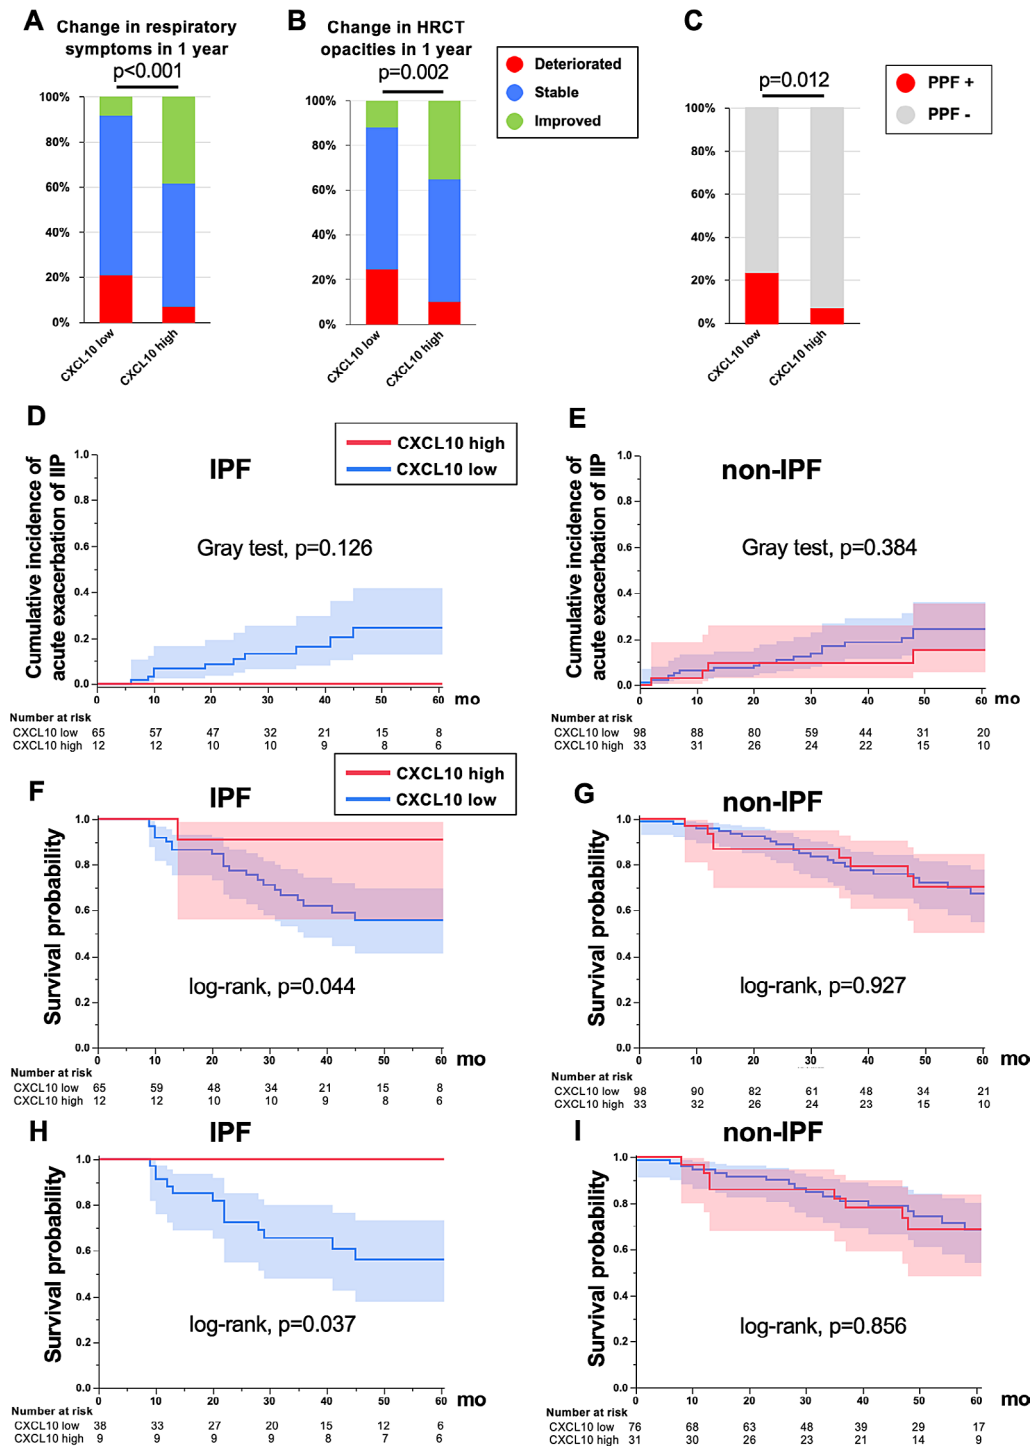 A
Change in respiratory
symptoms in 1 year
p<0.001
100%
80%
60%
40%
20%
0%
CXCL10 low
CXCL10 high
B
Change in HRCT
opacities in 1 year
p=0.002
100%
80%
60%
40%
20%
0%
CXCL10 low
CXCL10 high
Deteriorated
Stable
Improved
C
p=0.012
100%
80%
60%
40%
20%
0%
CXCL10 low
CXCL10 high
PPF +
PPF -
D
IPF
CXCL10 high
CXCL10 low
Cumulative incidence of
acute exacerbation of IIP
1.0
0.8
0.6
0.4
0.2
0.0
Gray test, p=0.126
0 10 20 30 40 50 60 mo
Number at risk
CXCL10 low 65 57 47 32 21 15 8
CXCL10 high 12 12 10 10 9 8 6
E
non-IPF
Cumulative incidence of
acute exacerbation of IIP
1.0
0.8
0.6
0.4
0.2
0.0
Gray test, p=0.384
0 10 20 30 40 50 60 mo
Number at risk
CXCL10 low 98 88 80 59 44 31 20
CXCL10 high 33 31 26 24 22 15 10
F
IPF
CXCL10 high
CXCL10 low
Survival probability
1.0
0.8
0.6
0.4
0.2
0.0
log-rank, p=0.044
0 10 20 30 40 50 60 mo
Number at risk
CXCL10 low 65 59 48 34 21 15 8
CXCL10 high 12 12 10 10 9 8 6
G
non-IPF
Survival probability
1.0
0.8
0.6
0.4
0.2
0.0
log-rank, p=0.927
0 10 20 30 40 50 60 mo
Number at risk
CXCL10 low 98 90 82 61 48 34 21
CXCL10 high 33 32 26 24 23 15 10
H
IPF
Survival probability
1.0
0.8
0.6
0.4
0.2
0.0
log-rank, p=0.037
0 10 20 30 40 50 60 mo
Number at risk
CXCL10 low 38 33 27 20 15 12 6
CXCL10 high 9 9 9 9 8 7 6
I
non-IPF
Survival probability
1.0
0.8
0.6
0.4
0.2
0.0
log-rank, p=0.856
0 10 20 30 40 50 60 mo
Number at risk
CXCL10 low 76 68 63 48 39 29 17
CXCL10 high 31 30 26 24 21 14 9